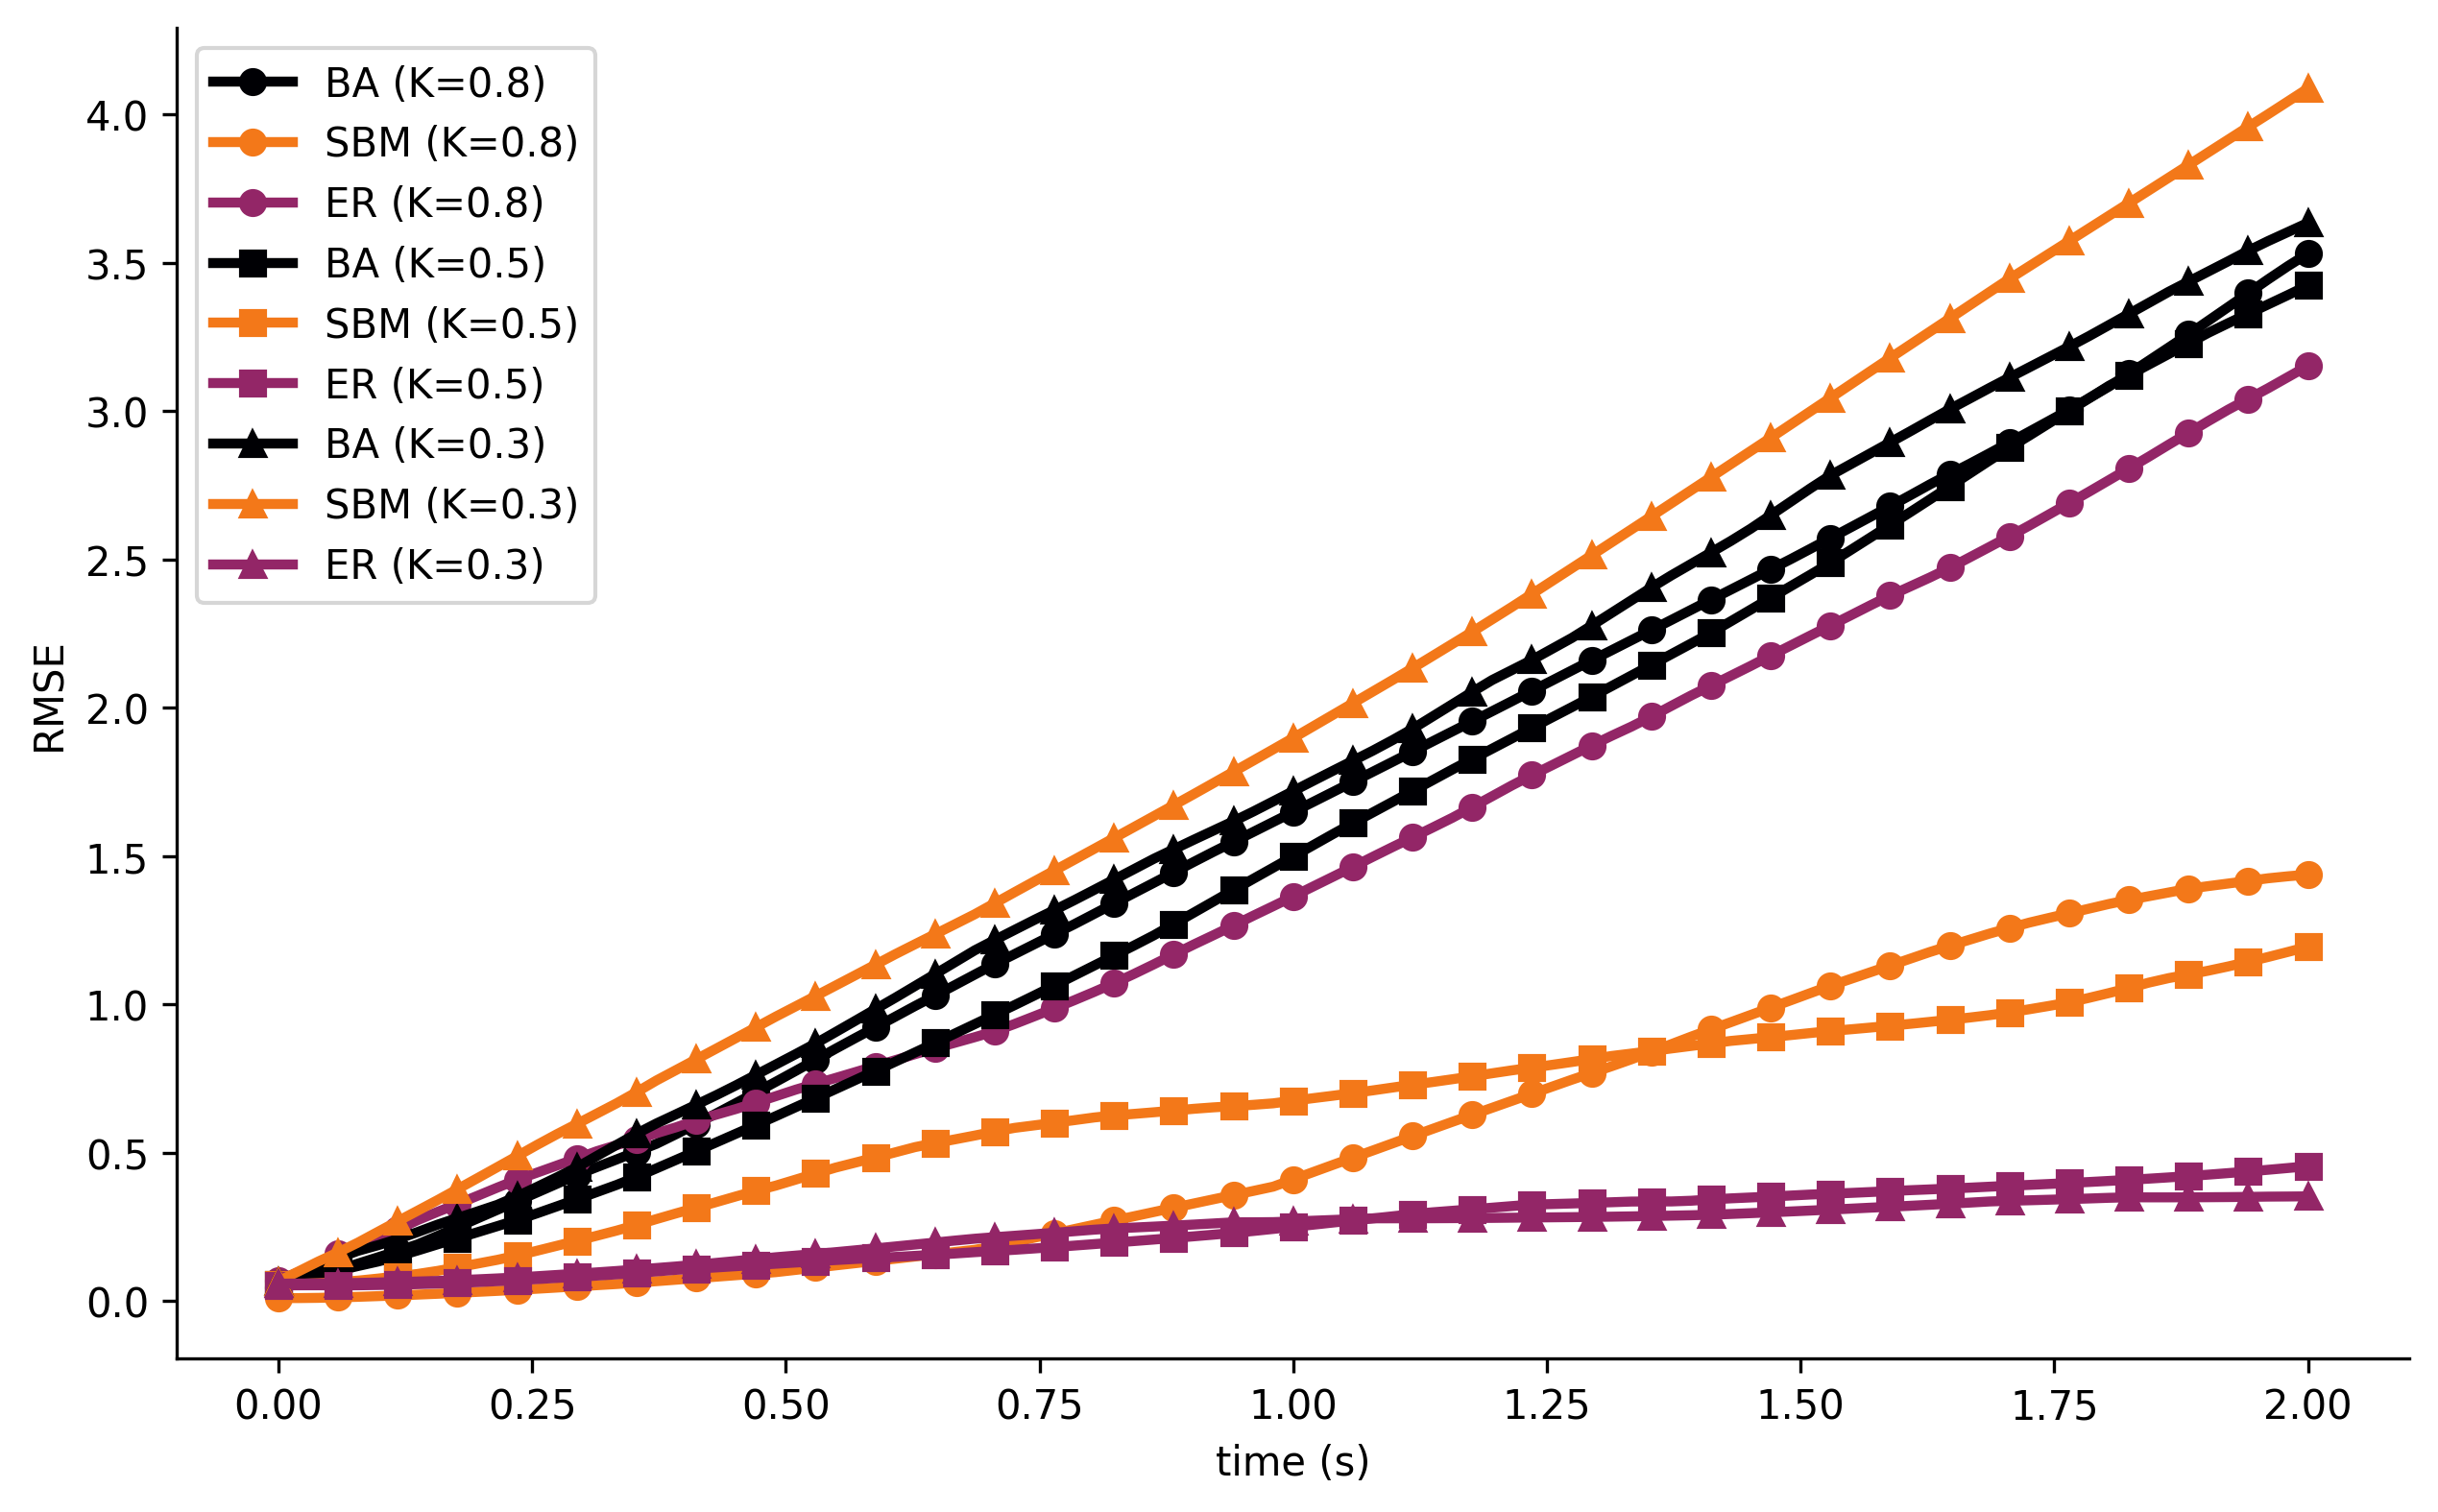 BA (K=0.8)
SBM (K=0.8)
ER (K=0.8)
BA (K=0.5)
SBM (K=0.5)
ER (K=0.5)
BA (K=0.3)
SBM (K=0.3)
ER (K=0.3)
4.0
3.5
3.0
2.5
2.0
1.5
1.0
0.5
0.0
RMSE
0.00 0.25 0.50 0.75 1.00 1.25 1.50 1.75 2.00
time (s)